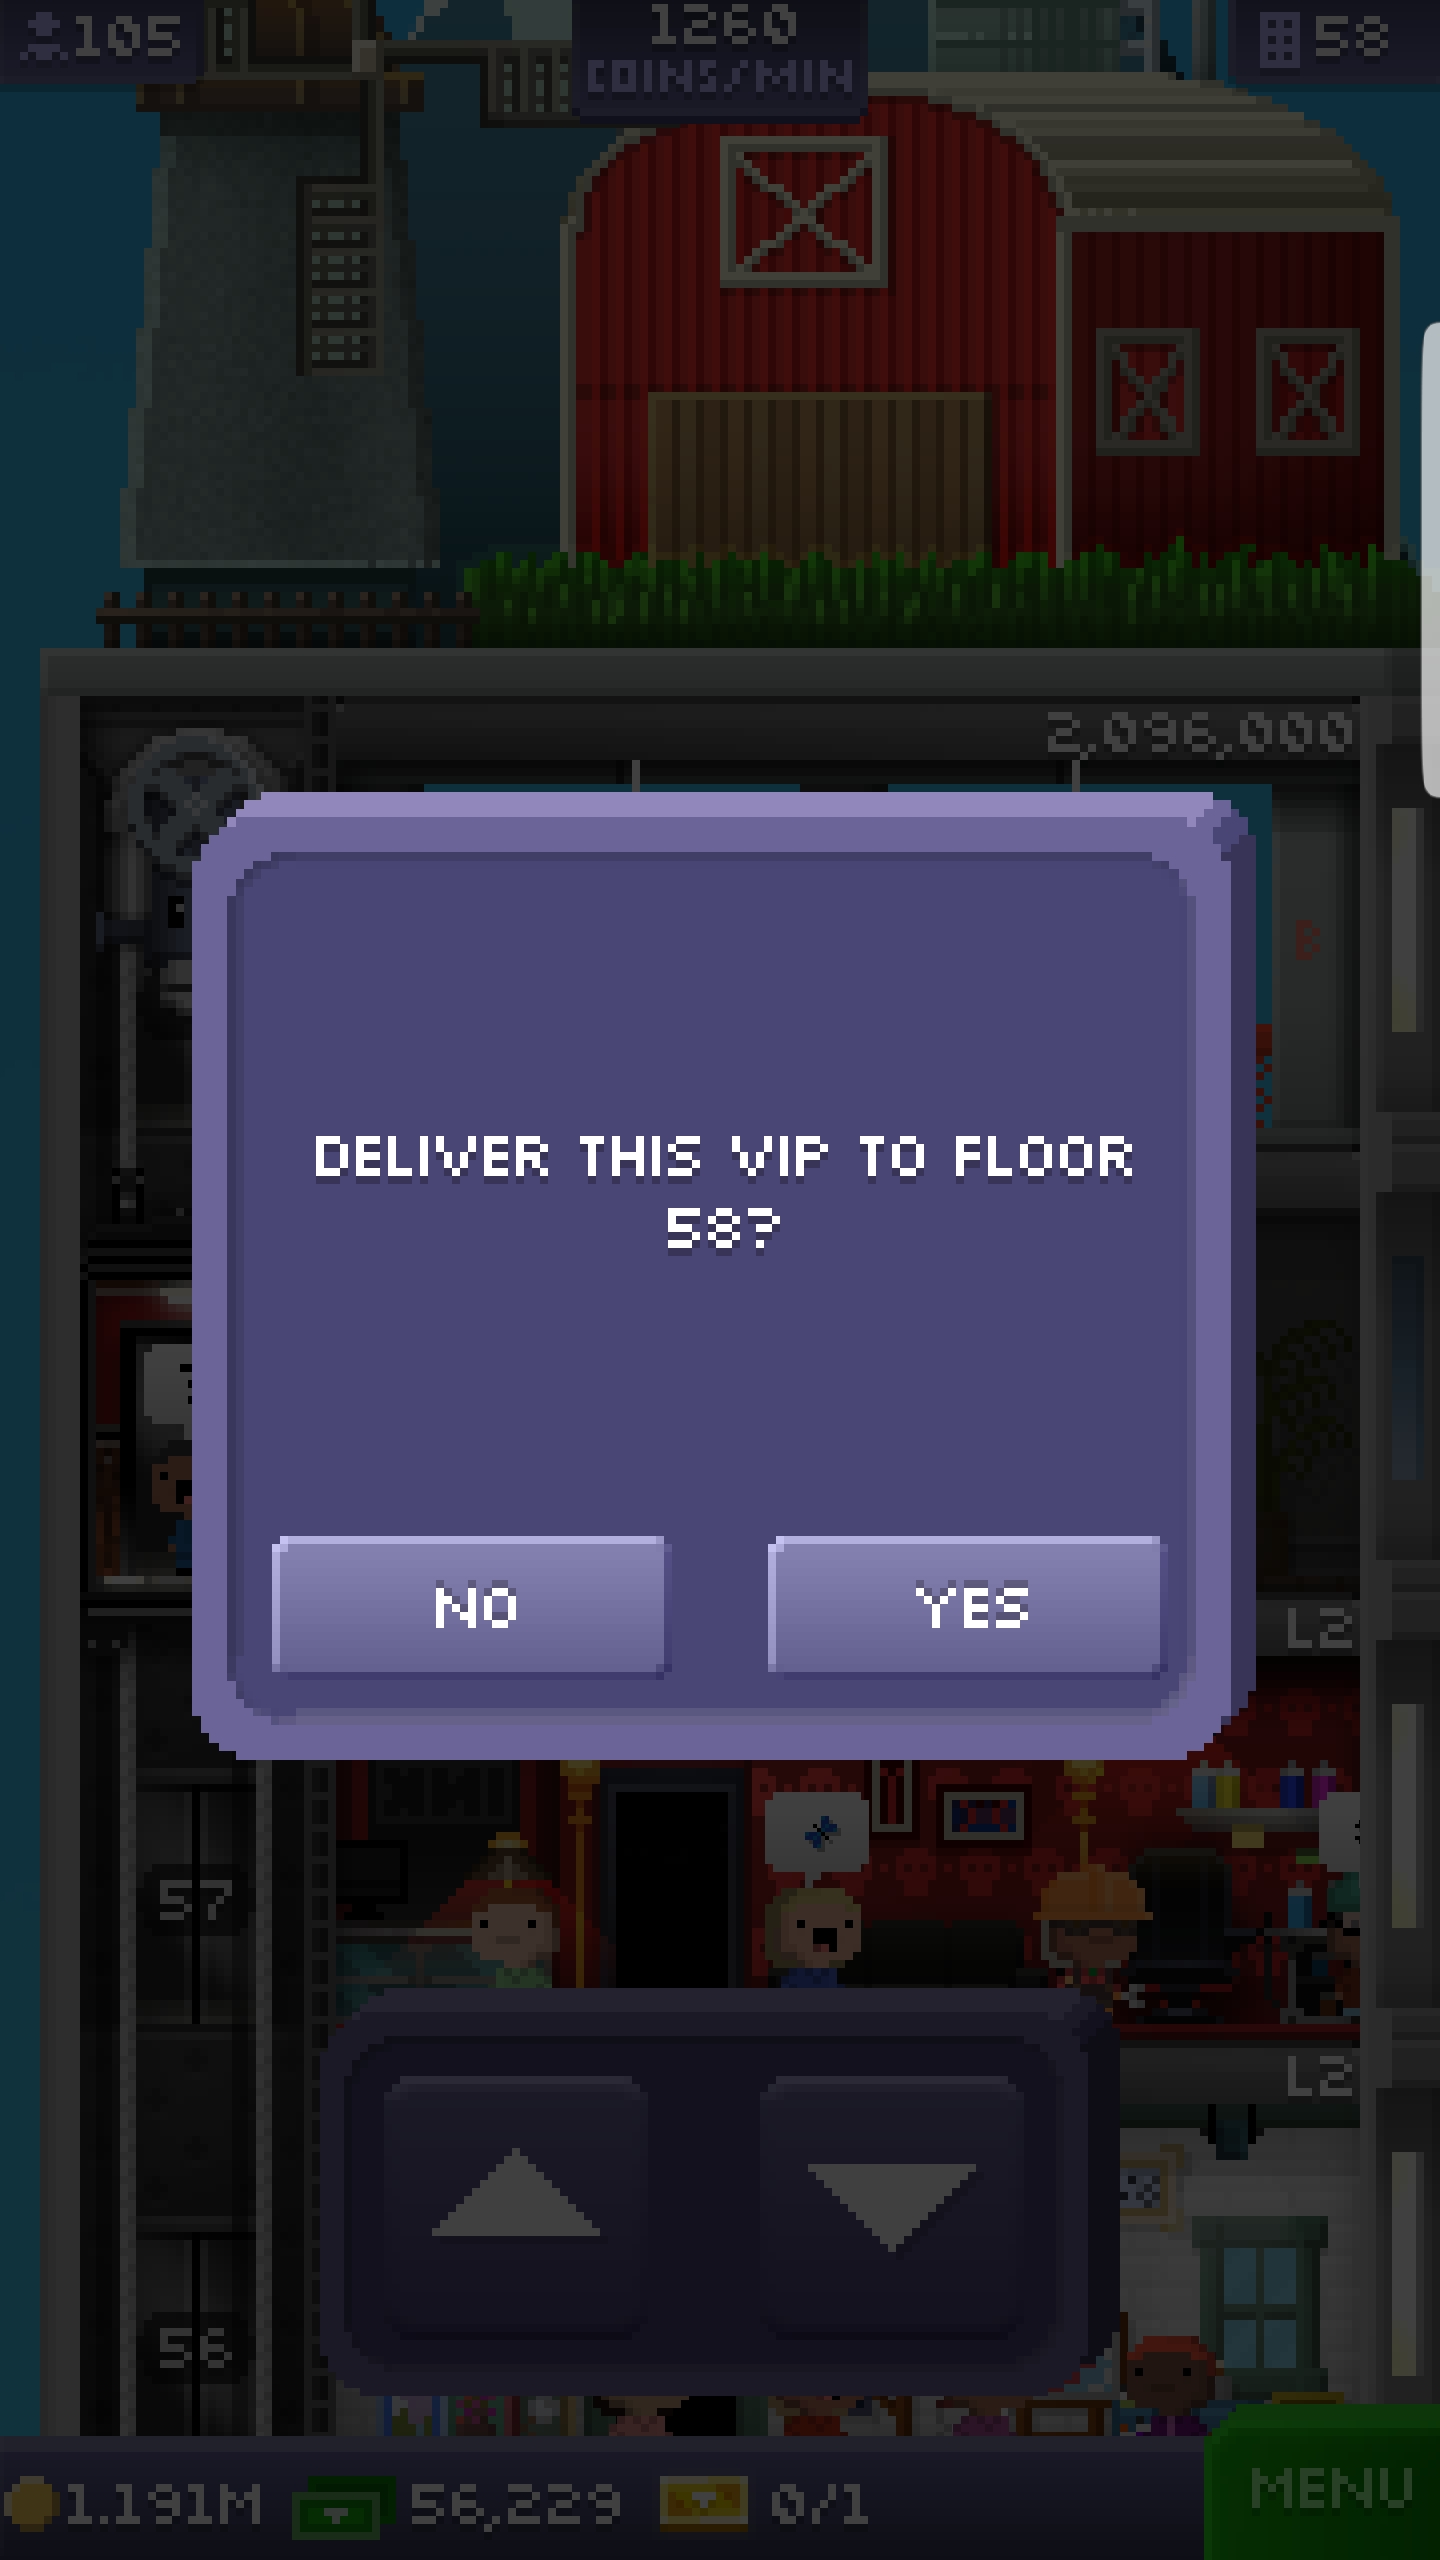 105
1260
COINS/MIN
58
2,096,000
B
DELIVER THIS VIP TO FLOOR
58?
NO
YES
L2
57
L2
58
56
1.191M
56,229
0/1
MENU